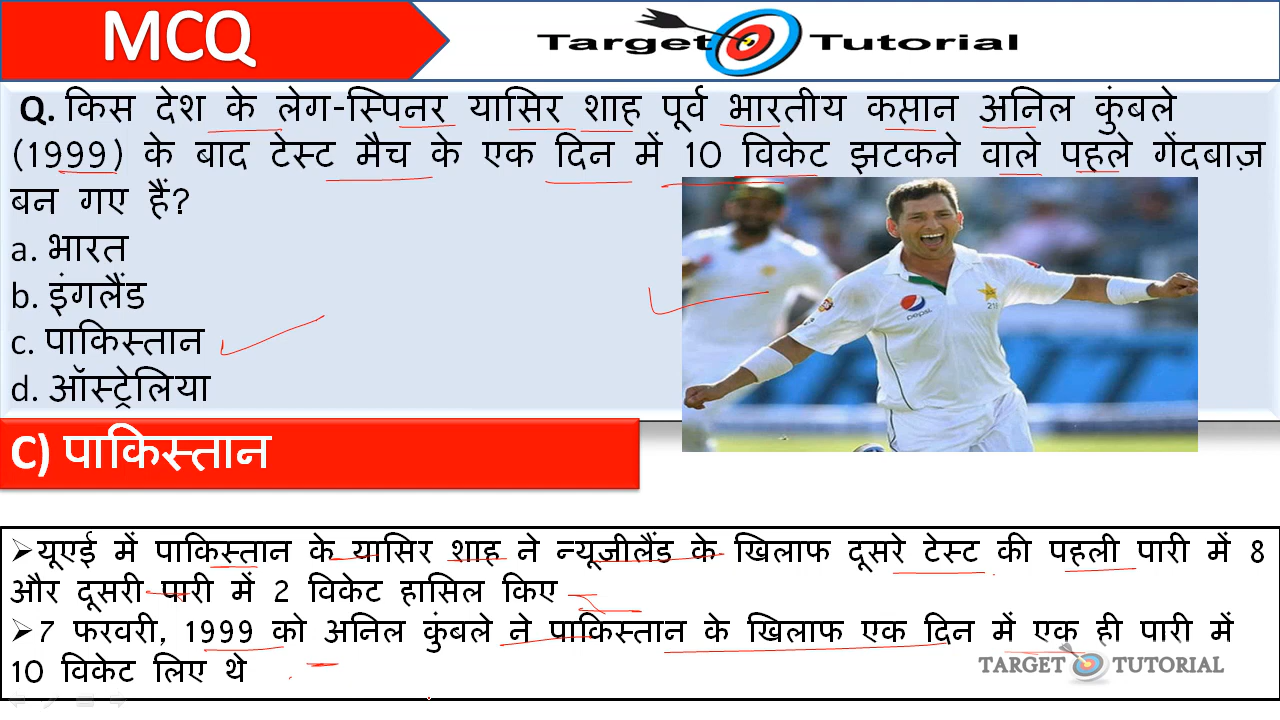 MCQ
Target Tutorial
Q. किस देश के लेग-स्पिनर यासिर शाह पूर्व भारतीय कप्तान अनिल कुंबले
(1999) के बाद टेस्ट मैच के एक दिन में 10 विकेट झटकने वाले पहले गेंदबाज़
बन गए हैं?
a. भारत
b. इंगलैंड
c. पाकिस्तान
d. ऑस्ट्रेलिया
pepsi
C) पाकिस्तान
➢यूएई में पाकिस्तान के यासिर शाह ने न्यूजीलैंड के खिलाफ दूसरे टेस्ट की पहली पारी में 8
और दूसरी पारी में 2 विकेट हासिल किए
➢7 फरवरी, 1999 को अनिल कुंबले ने पाकिस्तान के खिलाफ एक दिन में एक ही पारी में
10 विकेट लिए थे
TARGET TUTORIAL